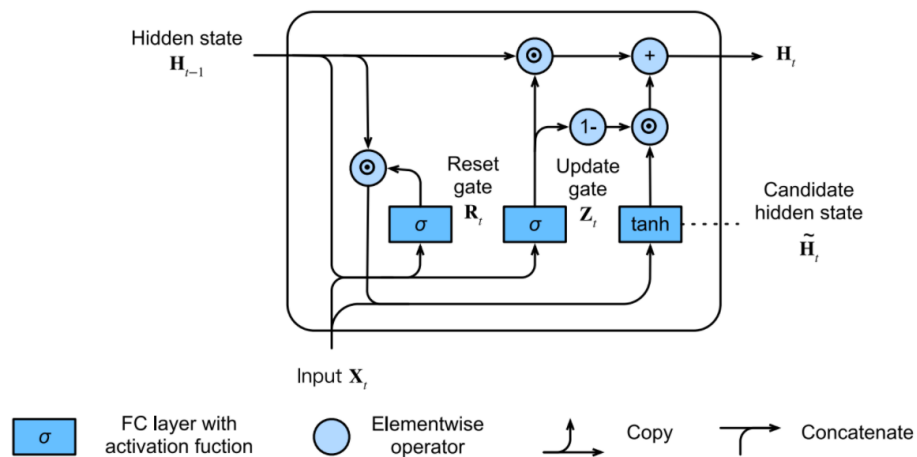 Hidden state
H_{t−1}
H_t
+
1-
Reset
gate
R_t
Update
gate
Z_t
Candidate
hidden state
H̃_t
σ
σ
tanh
Input X_t
σ
FC layer with
activation fuction
Elementwise
operator
Copy
Concatenate